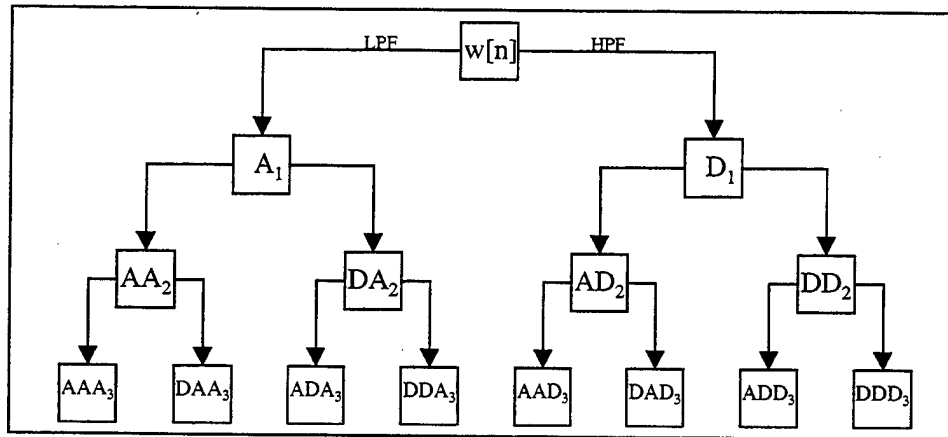 LPF w[n] HPF
A₁ D₁
AA₂ DA₂ AD₂ DD₂
AAA₃ DAA₃ ADA₃ DDA₃ AAD₃ DAD₃ ADD₃ DDD₃